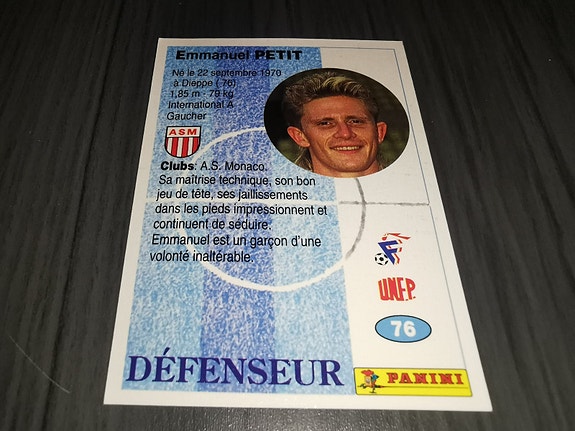 Emmanuel PETIT
Né le 22 septembre 1970
à Dieppe (76)
1,85 m - 79 kg
International A
Gaucher
ASM
Clubs: A.S. Monaco.
Sa maîtrise technique, son bon
jeu de tête, ses jaillissements
dans les pieds impressionnent et
continuent de séduire.
Emmanuel est un garçon d'une
volonté inaltérable.
U.N.F.P.
76
DÉFENSEUR
PANINI